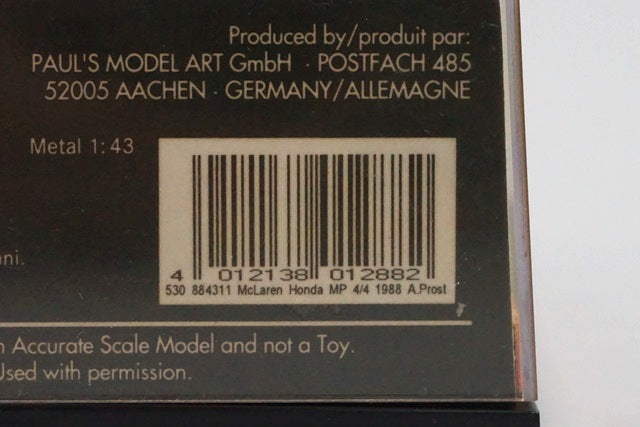 Produced by/produit par:
PAUL'S MODEL ART GmbH · POSTFACH 485
52005 AACHEN · GERMANY/ALLEMAGNE
Metal 1:43
4 012138 012882
530 884311 McLaren Honda MP 4/4 1988 A.Prost
Accurate Scale Model and not a Toy.
Used with permission.